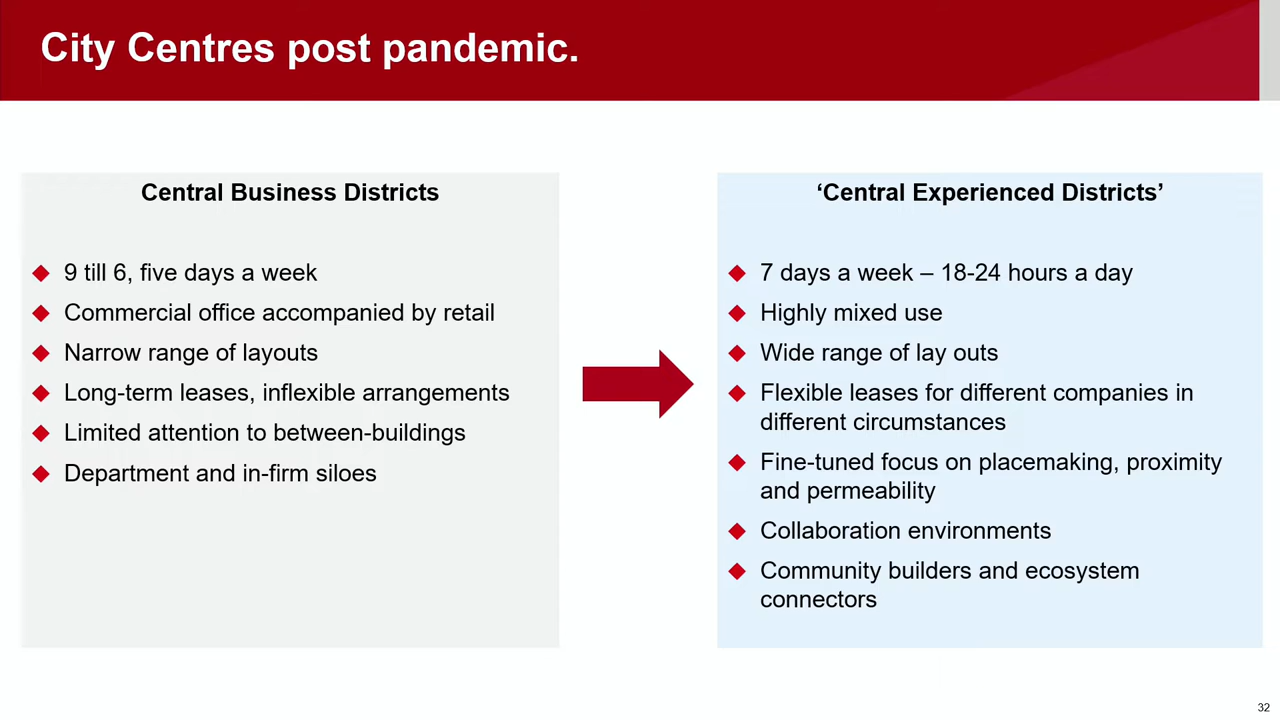 City Centres post pandemic.
Central Business Districts
9 till 6, five days a week
Commercial office accompanied by retail
Narrow range of layouts
Long-term leases, inflexible arrangements
Limited attention to between-buildings
Department and in-firm siloes
‘Central Experienced Districts’
7 days a week – 18-24 hours a day
Highly mixed use
Wide range of lay outs
Flexible leases for different companies in
different circumstances
Fine-tuned focus on placemaking, proximity
and permeability
Collaboration environments
Community builders and ecosystem
connectors
32